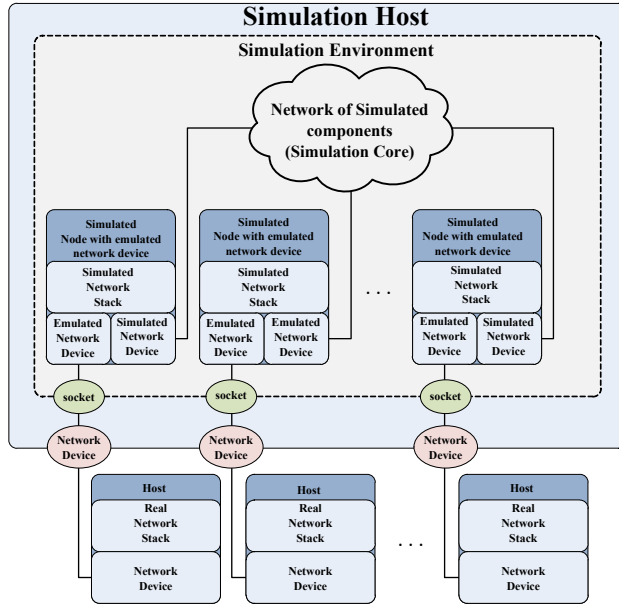 Simulation Host
Simulation Environment
Network of Simulated
components
(Simulation Core)
Simulated
Node with emulated
network device
Simulated
Network
Stack
Emulated
Network
Device
Simulated
Network
Device
Simulated
Node with emulated
network device
Simulated
Network
Stack
Emulated
Network
Device
Emulated
Network
Device
. . .
Simulated
Node with emulated
network device
Simulated
Network
Stack
Emulated
Network
Device
Simulated
Network
Device
socket
socket
socket
Network
Device
Network
Device
Network
Device
Host
Real
Network
Stack
Network
Device
Host
Real
Network
Stack
Network
Device
. . .
Host
Real
Network
Stack
Network
Device